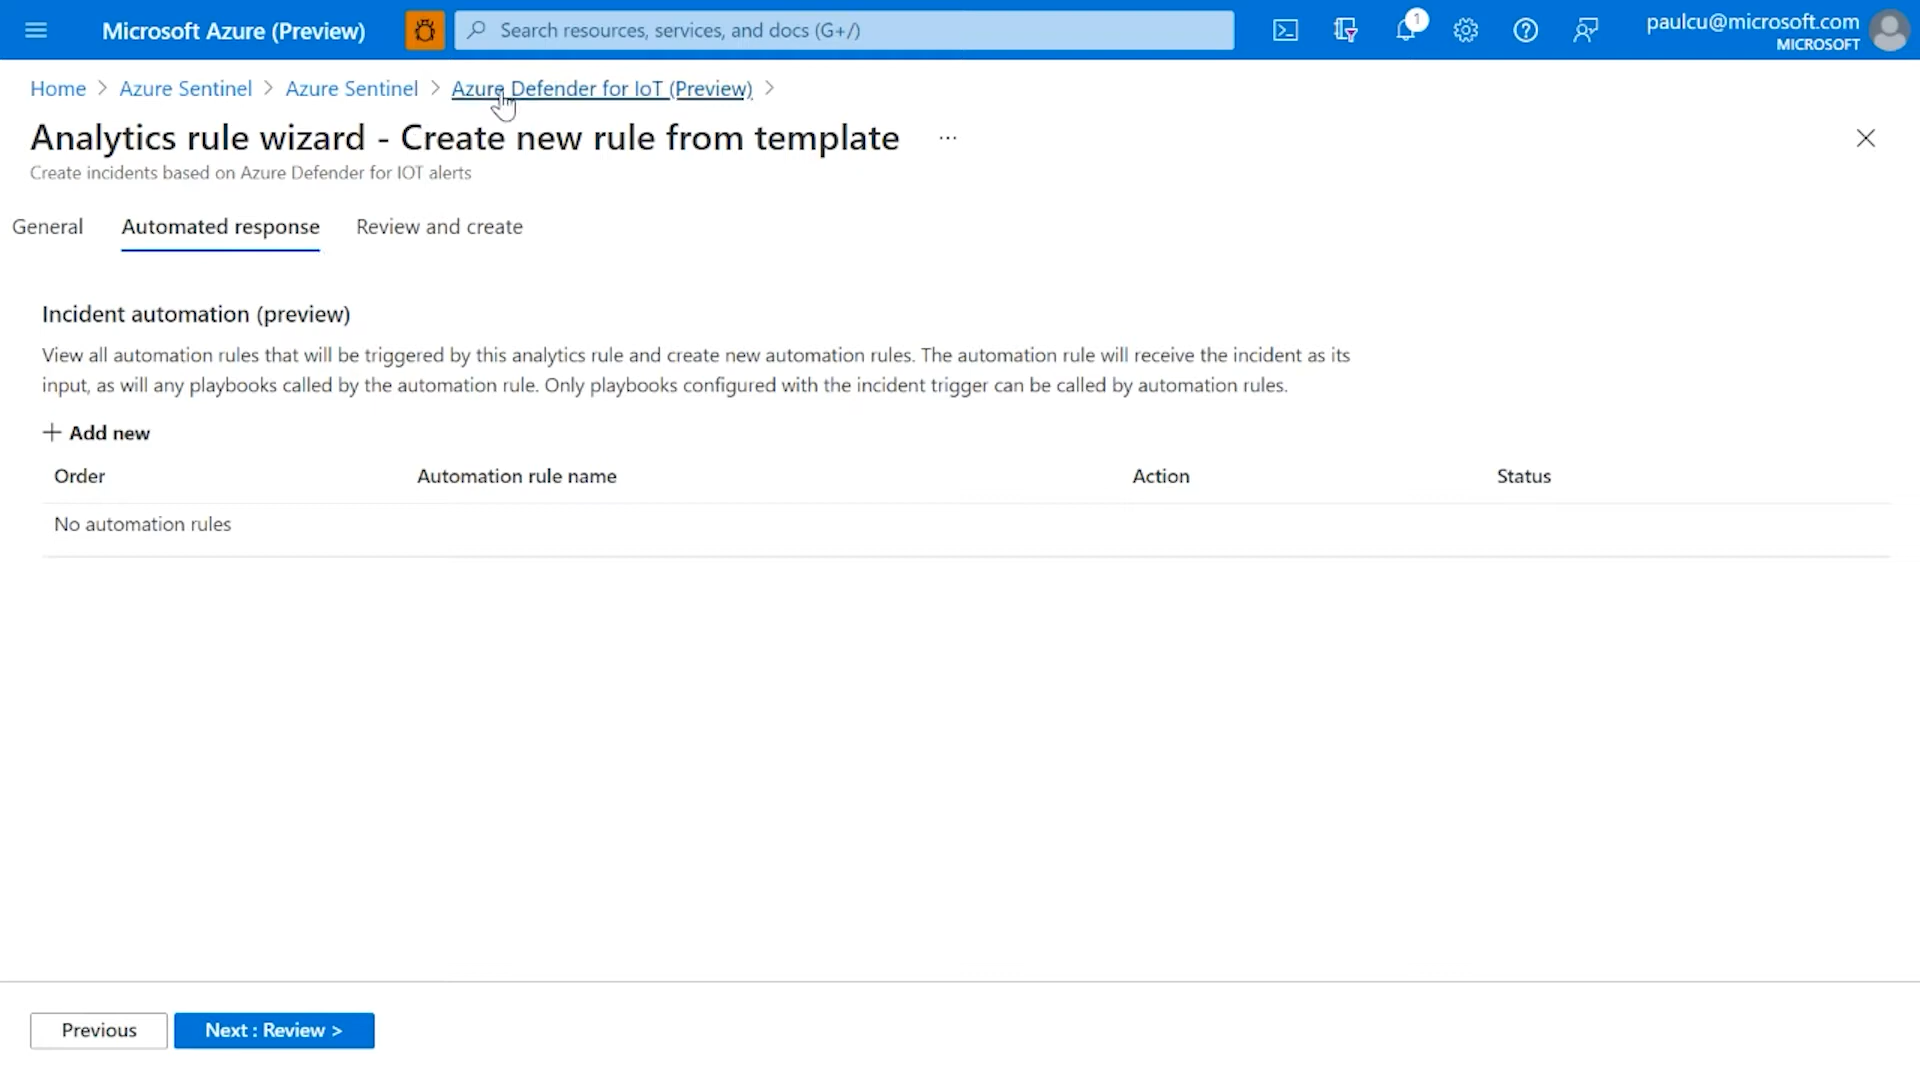 Microsoft Azure (Preview)
Search resources, services, and docs (G+/)
1
paulcu@microsoft.com
MICROSOFT
Home > Azure Sentinel > Azure Sentinel > Azure Defender for IoT (Preview) >
Analytics rule wizard - Create new rule from template ...
Create incidents based on Azure Defender for IOT alerts
General Automated response Review and create
Incident automation (preview)
View all automation rules that will be triggered by this analytics rule and create new automation rules. The automation rule will receive the incident as its
input, as will any playbooks called by the automation rule. Only playbooks configured with the incident trigger can be called by automation rules.
+ Add new
Order Automation rule name Action Status
No automation rules
Previous Next : Review >